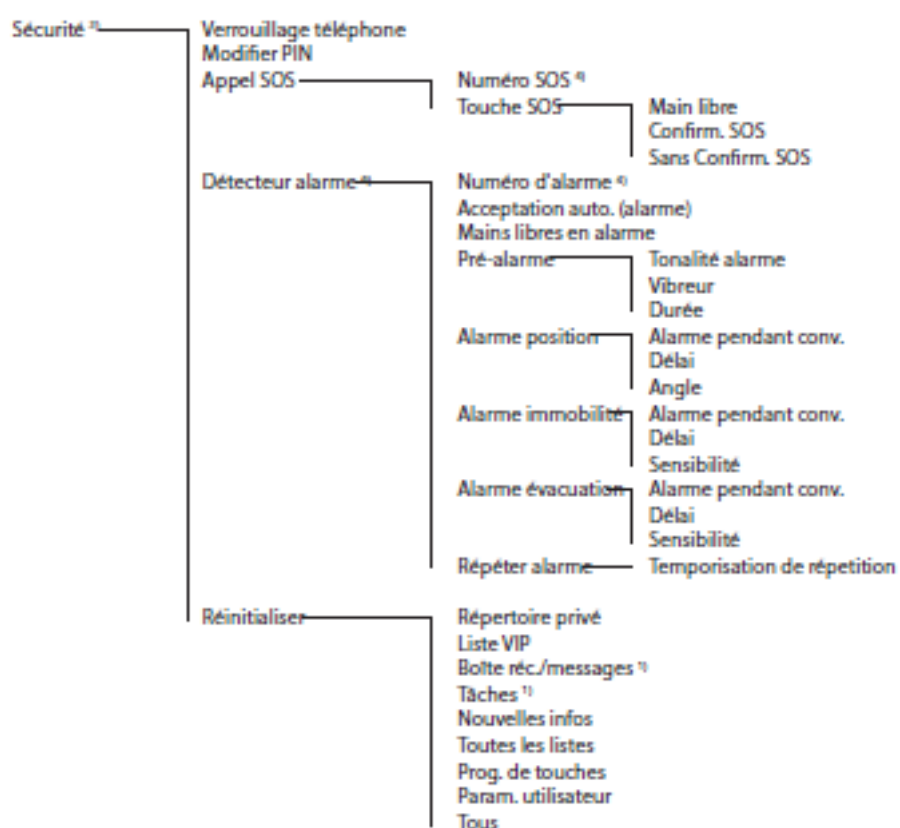 Sécurité ³⁾ Verrouillage téléphone
Modifier PIN
Appel SOS Numéro SOS ⁴⁾
Touche SOS Main libre
Confirm. SOS
Sans Confirm. SOS
Détecteur alarme ⁴⁾ Numéro d'alarme ⁴⁾
Acceptation auto. (alarme)
Mains libres en alarme
Pré-alarme Tonalité alarme
Vibreur
Durée
Alarme position Alarme pendant conv.
Délai
Angle
Alarme immobilité Alarme pendant conv.
Délai
Sensibilité
Alarme évacuation Alarme pendant conv.
Délai
Sensibilité
Répéter alarme Temporisation de répetition
Réinitialiser Répertoire privé
Liste VIP
Boîte réc./messages ¹⁾
Tâches ¹⁾
Nouvelles infos
Toutes les listes
Prog. de touches
Param. utilisateur
Tous